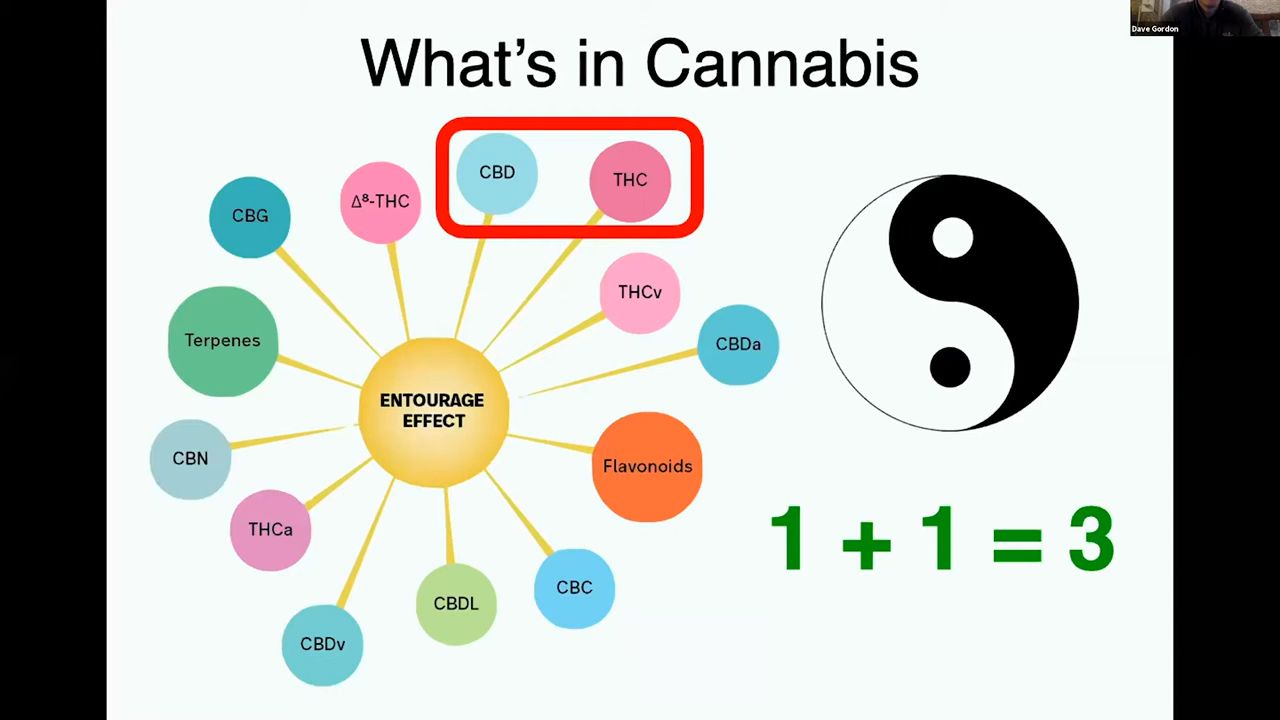 Dave Gordon
What's in Cannabis
CBD
THC
Δ⁸-THC
CBG
THCv
Terpenes
CBDa
ENTOURAGE
EFFECT
CBN
Flavonoids
THCa
CBDL
CBC
CBDv
1 + 1 = 3